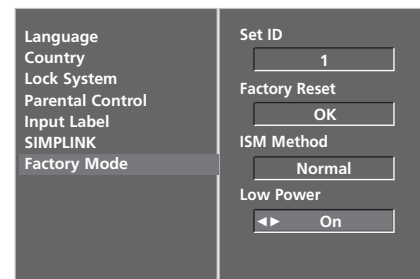 Language
Country
Lock System
Parental Control
Input Label
SIMPLINK
Factory Mode
Set ID
1
Factory Reset
OK
ISM Method
Normal
Low Power
◄► On